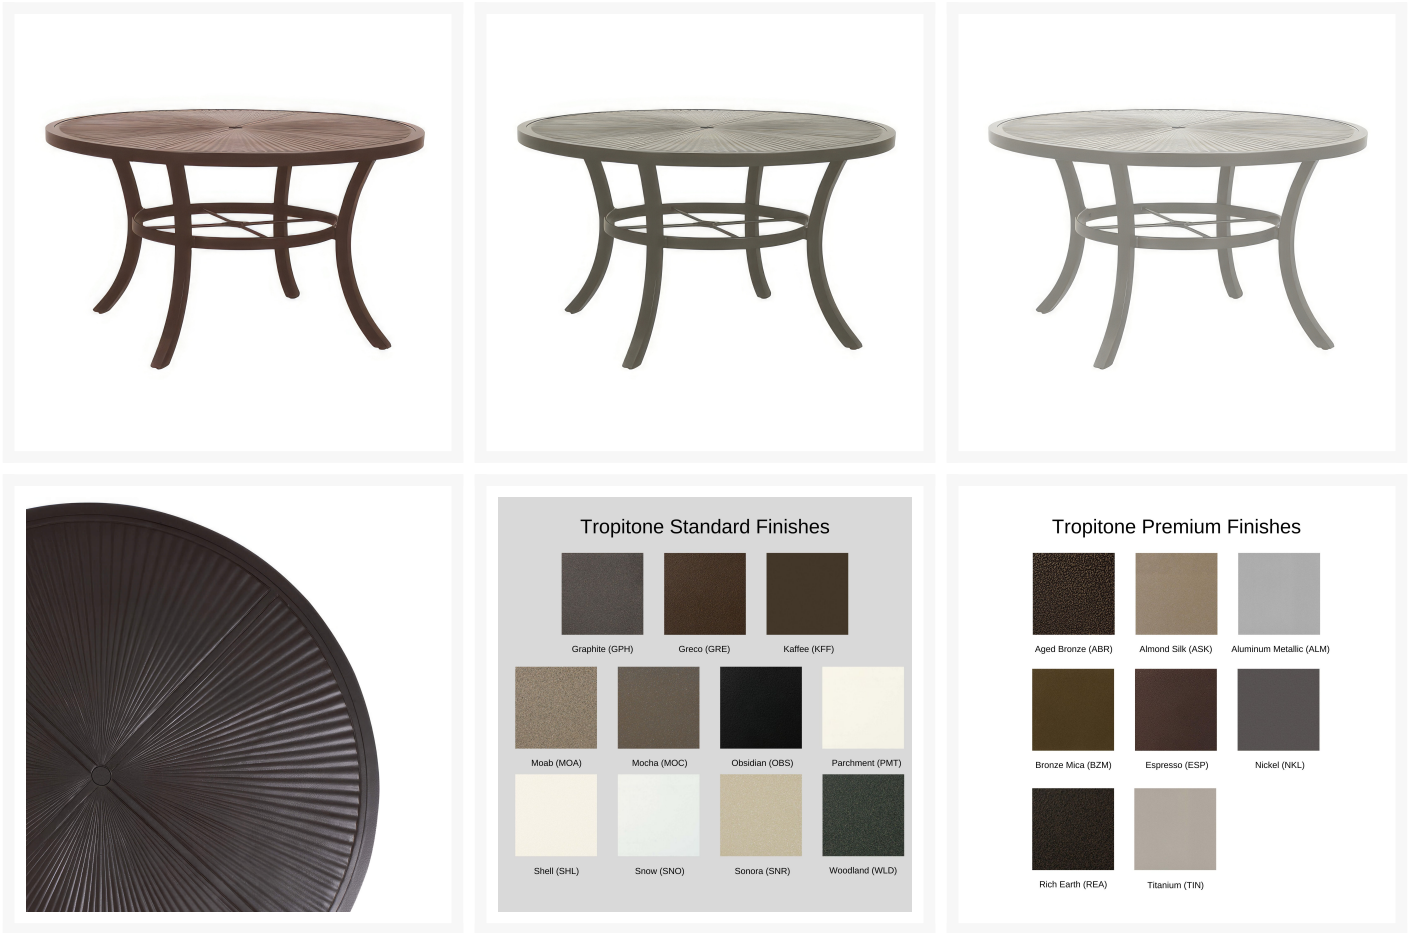 Tropitone Standard Finishes
Graphite (GPH) Greco (GRE) Kaffee (KFF)
Moab (MOA) Mocha (MOC) Obsidian (OBS) Parchment (PMT)
Shell (SHL) Snow (SNO) Sonora (SNR) Woodland (WLD)
Tropitone Premium Finishes
Aged Bronze (ABR) Almond Silk (ASK) Aluminum Metallic (ALM)
Bronze Mica (BZM) Espresso (ESP) Nickel (NKL)
Rich Earth (REA) Titanium (TIN)